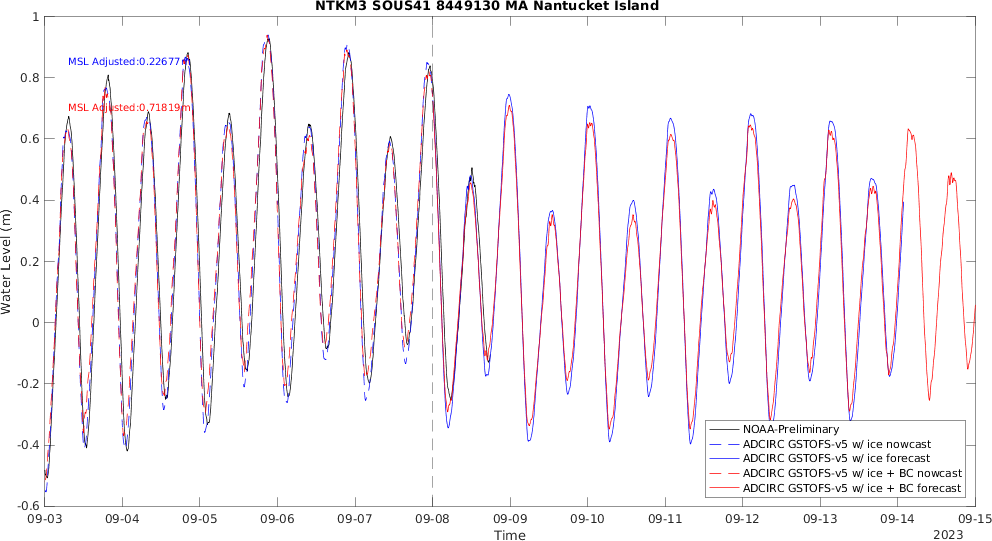 NTKM3 SOUS41 8449130 MA Nantucket Island
1
0.8
0.6
0.4
0.2
0
-0.2
-0.4
-0.6
Water Level (m)
MSL Adjusted:0.22677m
MSL Adjusted:0.71819m
NOAA-Preliminary
ADCIRC GSTOFS-v5 w/ ice nowcast
ADCIRC GSTOFS-v5 w/ ice forecast
ADCIRC GSTOFS-v5 w/ ice + BC nowcast
ADCIRC GSTOFS-v5 w/ ice + BC forecast
09-03 09-04 09-05 09-06 09-07 09-08 09-09 09-10 09-11 09-12 09-13 09-14 09-15
Time
2023